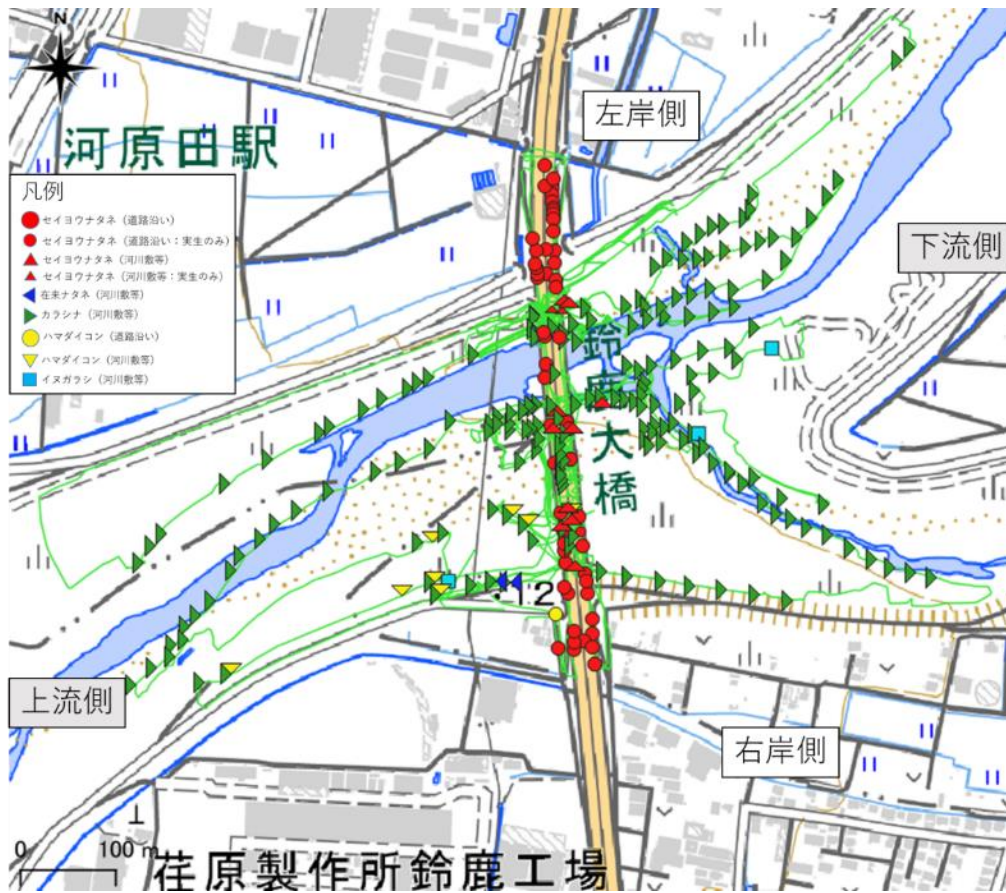 N
左岸側
河原田駅
凡例
セイヨウナタネ（道路沿い）
セイヨウナタネ（道路沿い：実生のみ）
セイヨウナタネ（河川敷等）
セイヨウナタネ（河川敷等：実生のみ）
在来ナタネ（河川敷等）
カラシナ（河川敷等）
ハマダイコン（道路沿い）
ハマダイコン（河川敷等）
イヌガラシ（河川敷等）
下流側
鈴鹿大橋
12
上流側
右岸側
0 100 m
荏原製作所鈴鹿工場